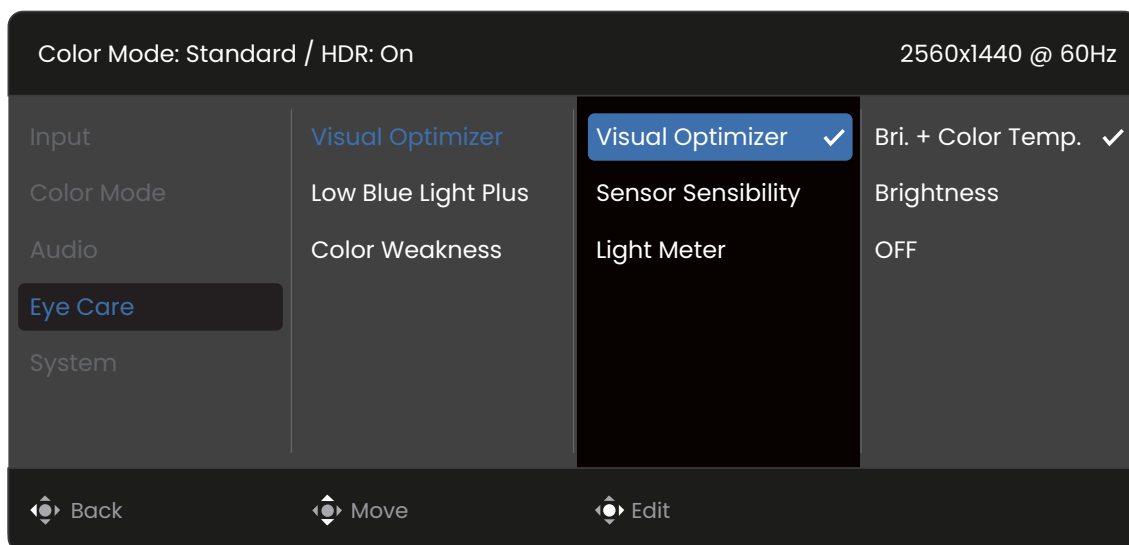 Color Mode: Standard / HDR: On
2560x1440 @ 60Hz
Input
Color Mode
Audio
Eye Care
System
Visual Optimizer
Low Blue Light Plus
Color Weakness
Visual Optimizer
Sensor Sensibility
Light Meter
Bri. + Color Temp.
Brightness
OFF
Back
Move
Edit